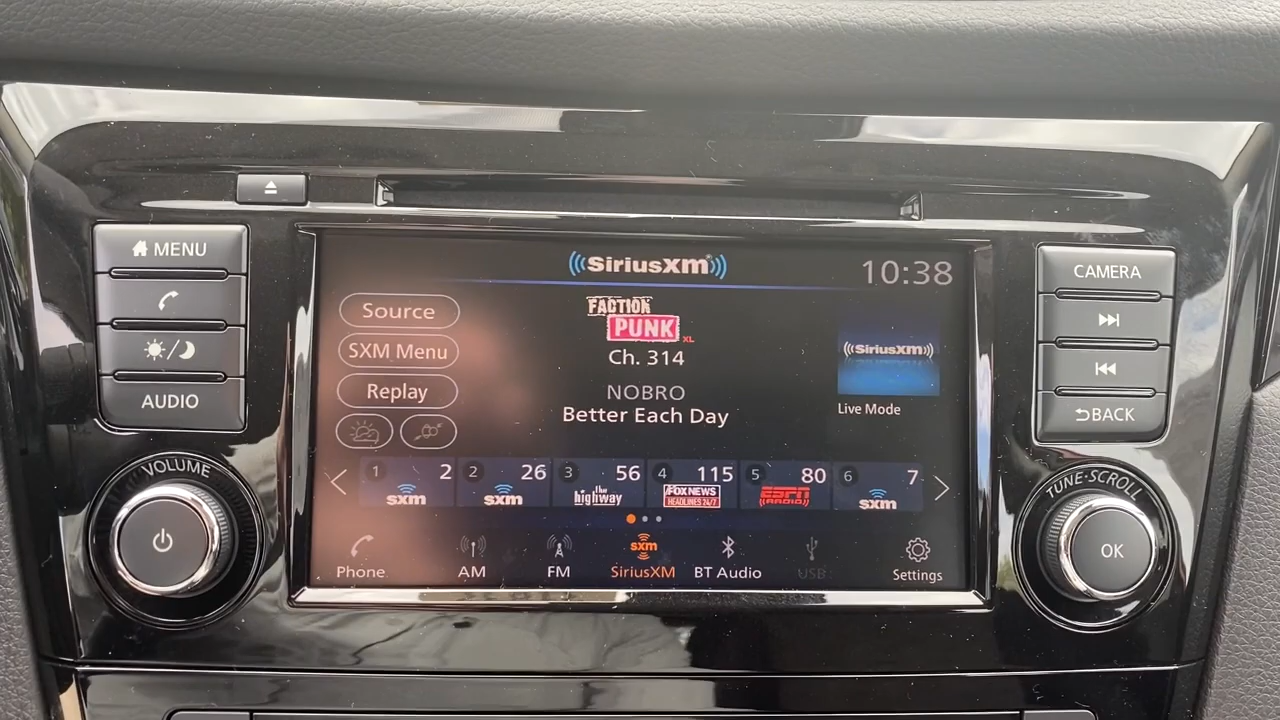 MENU
AUDIO
VOLUME
SiriusXM
10:38
Source
SXM Menu
Replay
FACTION
PUNK
XL
Ch. 314
NOBRO
Better Each Day
SiriusXM
Live Mode
1 2 sxm
2 26 sxm
3 56 the highway
4 115 FOX NEWS HEADLINES 24/7
5 80 ESPN RADIO
6 7 sxm
Phone
AM
FM
sxm
SiriusXM
BT Audio
USB
Settings
CAMERA
BACK
TUNE·SCROLL
OK